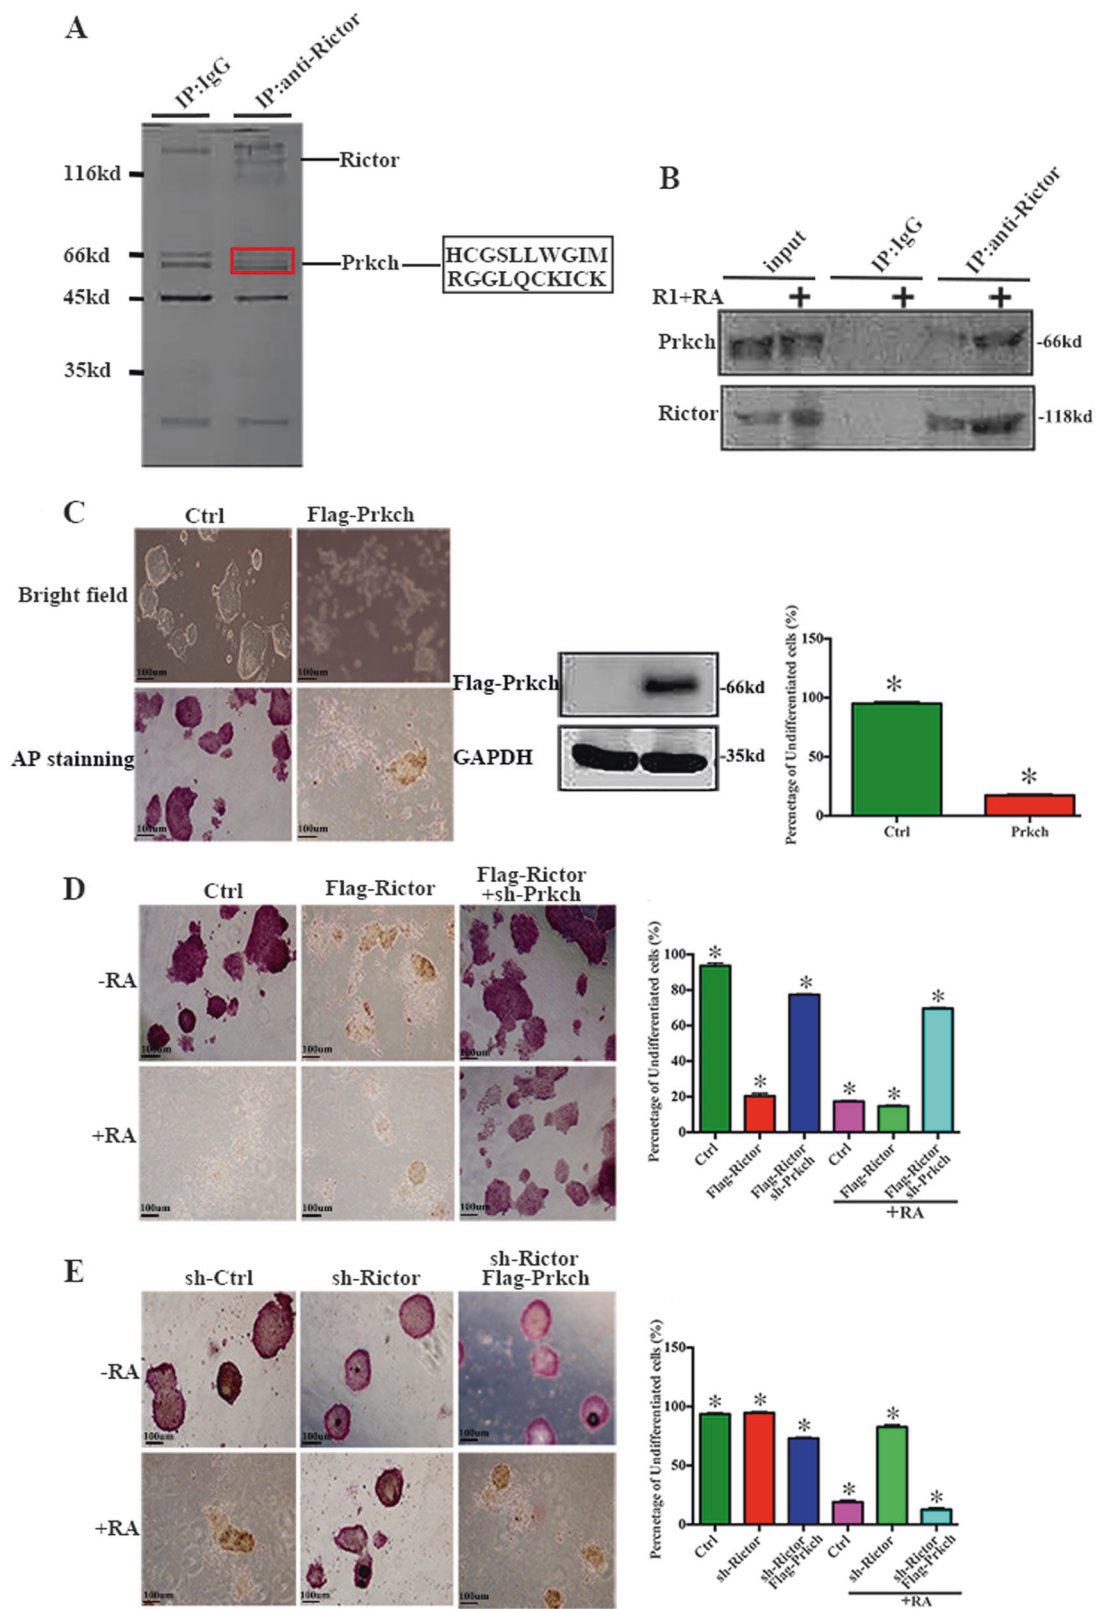 A
IP:IgG
IP:anti-Rictor
116kd
66kd
45kd
35kd
Rictor
Prkch
HCGSLLWGIM
RGGLQCKICK
B
input
IP:IgG
IP:anti-Rictor
R1+RA + + +
Prkch
-66kd
Rictor
-118kd
C
Ctrl
Flag-Prkch
Bright field
100um
100um
AP stainning
100um
100um
Flag-Prkch
-66kd
GAPDH
-35kd
Percnetage of Undifferentiated cells (%)
150
100
50
0
* *
Ctrl
Prkch
D
Ctrl
Flag-Rictor
Flag-Rictor
+sh-Prkch
-RA
100um
100um
100um
+RA
100um
100um
100um
Percnetage of Undifferentiated cells (%)
100
80
60
40
20
0
* * * * * *
Ctrl
Flag-Rictor
Flag-Rictor
sh-Prkch
Ctrl
Flag-Rictor
Flag-Rictor
sh-Prkch
+RA
E
sh-Ctrl
sh-Rictor
sh-Rictor
Flag-Prkch
-RA
100um
100um
100um
+RA
100um
100um
100um
Percnetage of Undifferentiated cells (%)
150
100
50
0
* * * * * *
Ctrl
sh-Rictor
sh-Rictor
Flag-Prkch
Ctrl
sh-Rictor
sh-Rictor
Flag-Prkch
+RA